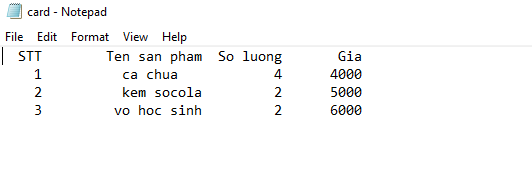 card - Notepad
File Edit Format View Help
STT Ten san pham So luong Gia
1 ca chua 4 4000
2 kem socola 2 5000
3 vo hoc sinh 2 6000